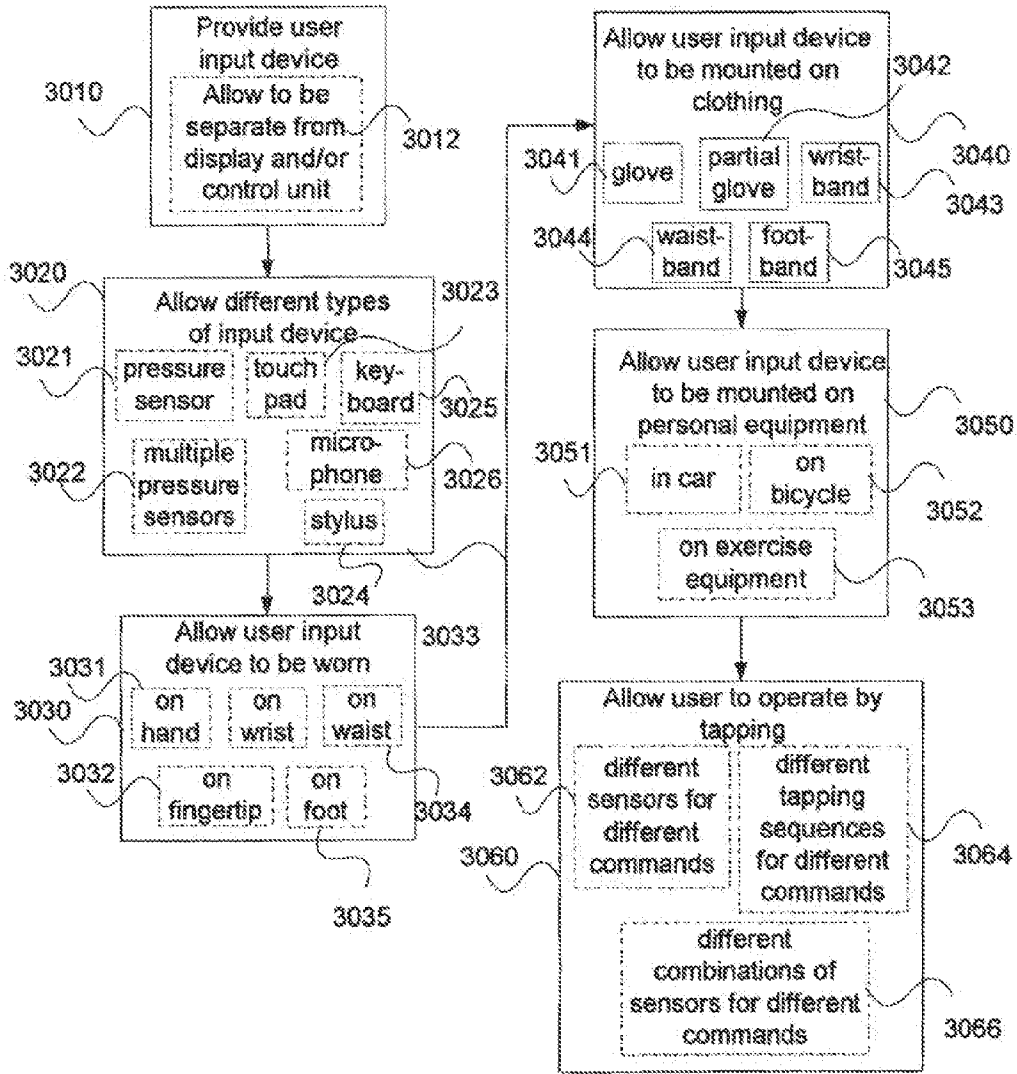 Provide user
input device
3010
Allow to be
separate from
display and/or
control unit
3012
3020
Allow different types
of input device
3023
3021
pressure
sensor
touch
pad
key-
board
3025
3022
multiple
pressure
sensors
micro-
phone
3026
stylus
3024
Allow user input
device to be worn
3033
3031
3030
on
hand
on
wrist
on
waist
3032
on
fingertip
on
foot
3034
3035
Allow user input device
to be mounted on
clothing
3042
3040
3041
glove
partial
glove
wrist-
band
3043
3044
waist-
band
foot-
band
3045
Allow user input device
to be mounted on
personal equipment
3050
3051
in car
on
bicycle
3052
on exercise
equipment
3053
Allow user to operate by
tapping
3062
different
sensors for
different
commands
different
tapping
sequences
for different
commands
3064
3060
different
combinations of
sensors for different
commands
3066